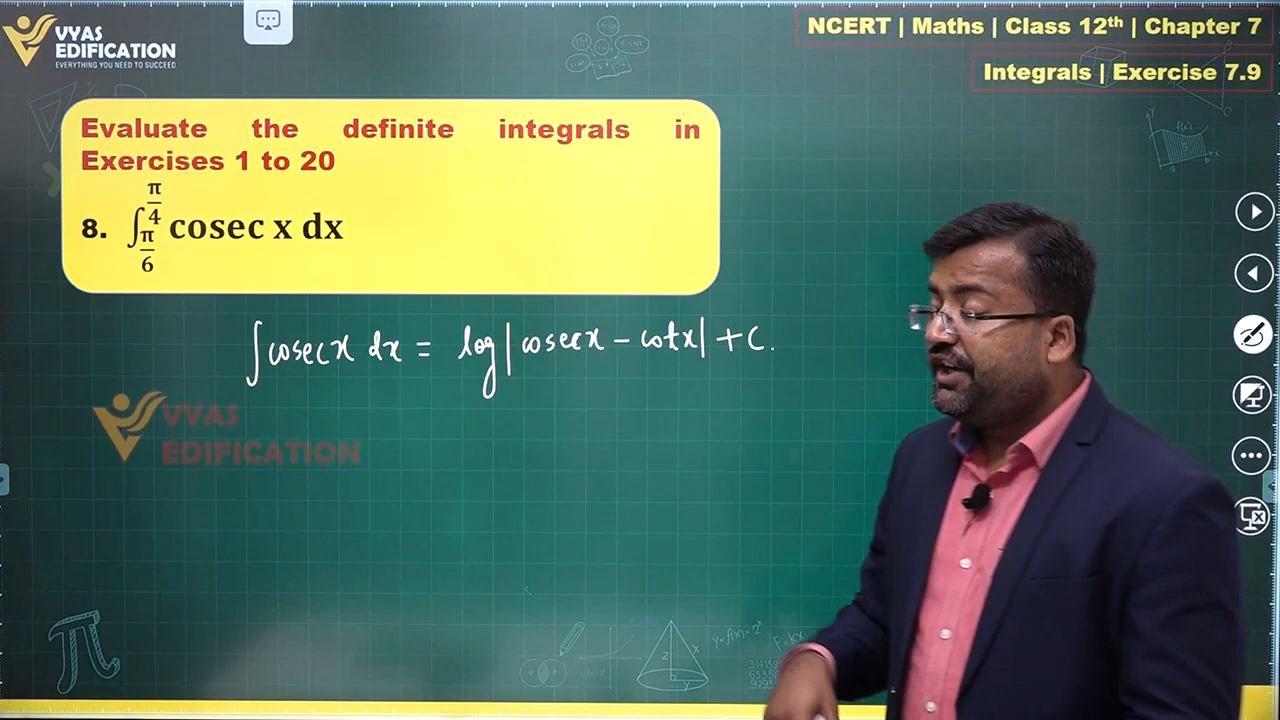 VYAS
EDIFICATION
EVERYTHING YOU NEED TO SUCCEED
NCERT | Maths | Class 12th | Chapter 7
Integrals | Exercise 7.9
Evaluate the definite integrals in
Exercises 1 to 20
8. ∫_{π/6}^{π/4} cosec x dx
∫cosec x dx = log|cosec x - cot x| + C.
VYAS
EDIFICATION